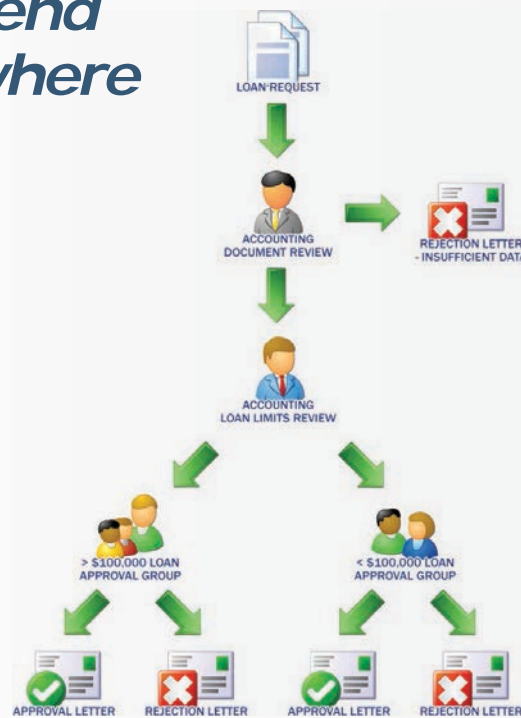 end
where
LOAN REQUEST
ACCOUNTING
DOCUMENT REVIEW
REJECTION LETTER
- INSUFFICIENT DATA
ACCOUNTING
LOAN LIMITS REVIEW
> $100,000 LOAN
APPROVAL GROUP
< $100,000 LOAN
APPROVAL GROUP
APPROVAL LETTER
REJECTION LETTER
APPROVAL LETTER
REJECTION LETTER